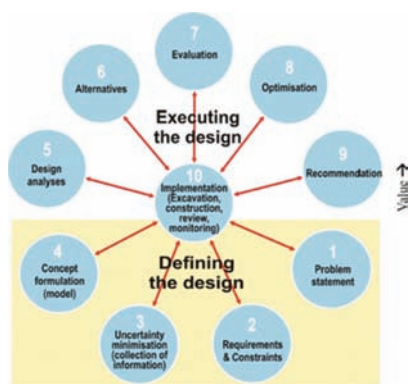 7
Evaluation
6
Alternatives
8
Optimisation
Executing
the design
5
Design
analyses
9
Recommendation
10
Implementation
(Excavation,
construction,
review,
monitoring)
Value
4
Concept
formulation
(model)
Defining
the design
1
Problem
statement
3
Uncertainty
minimisation
(collection of
information)
2
Requirements
& Constraints